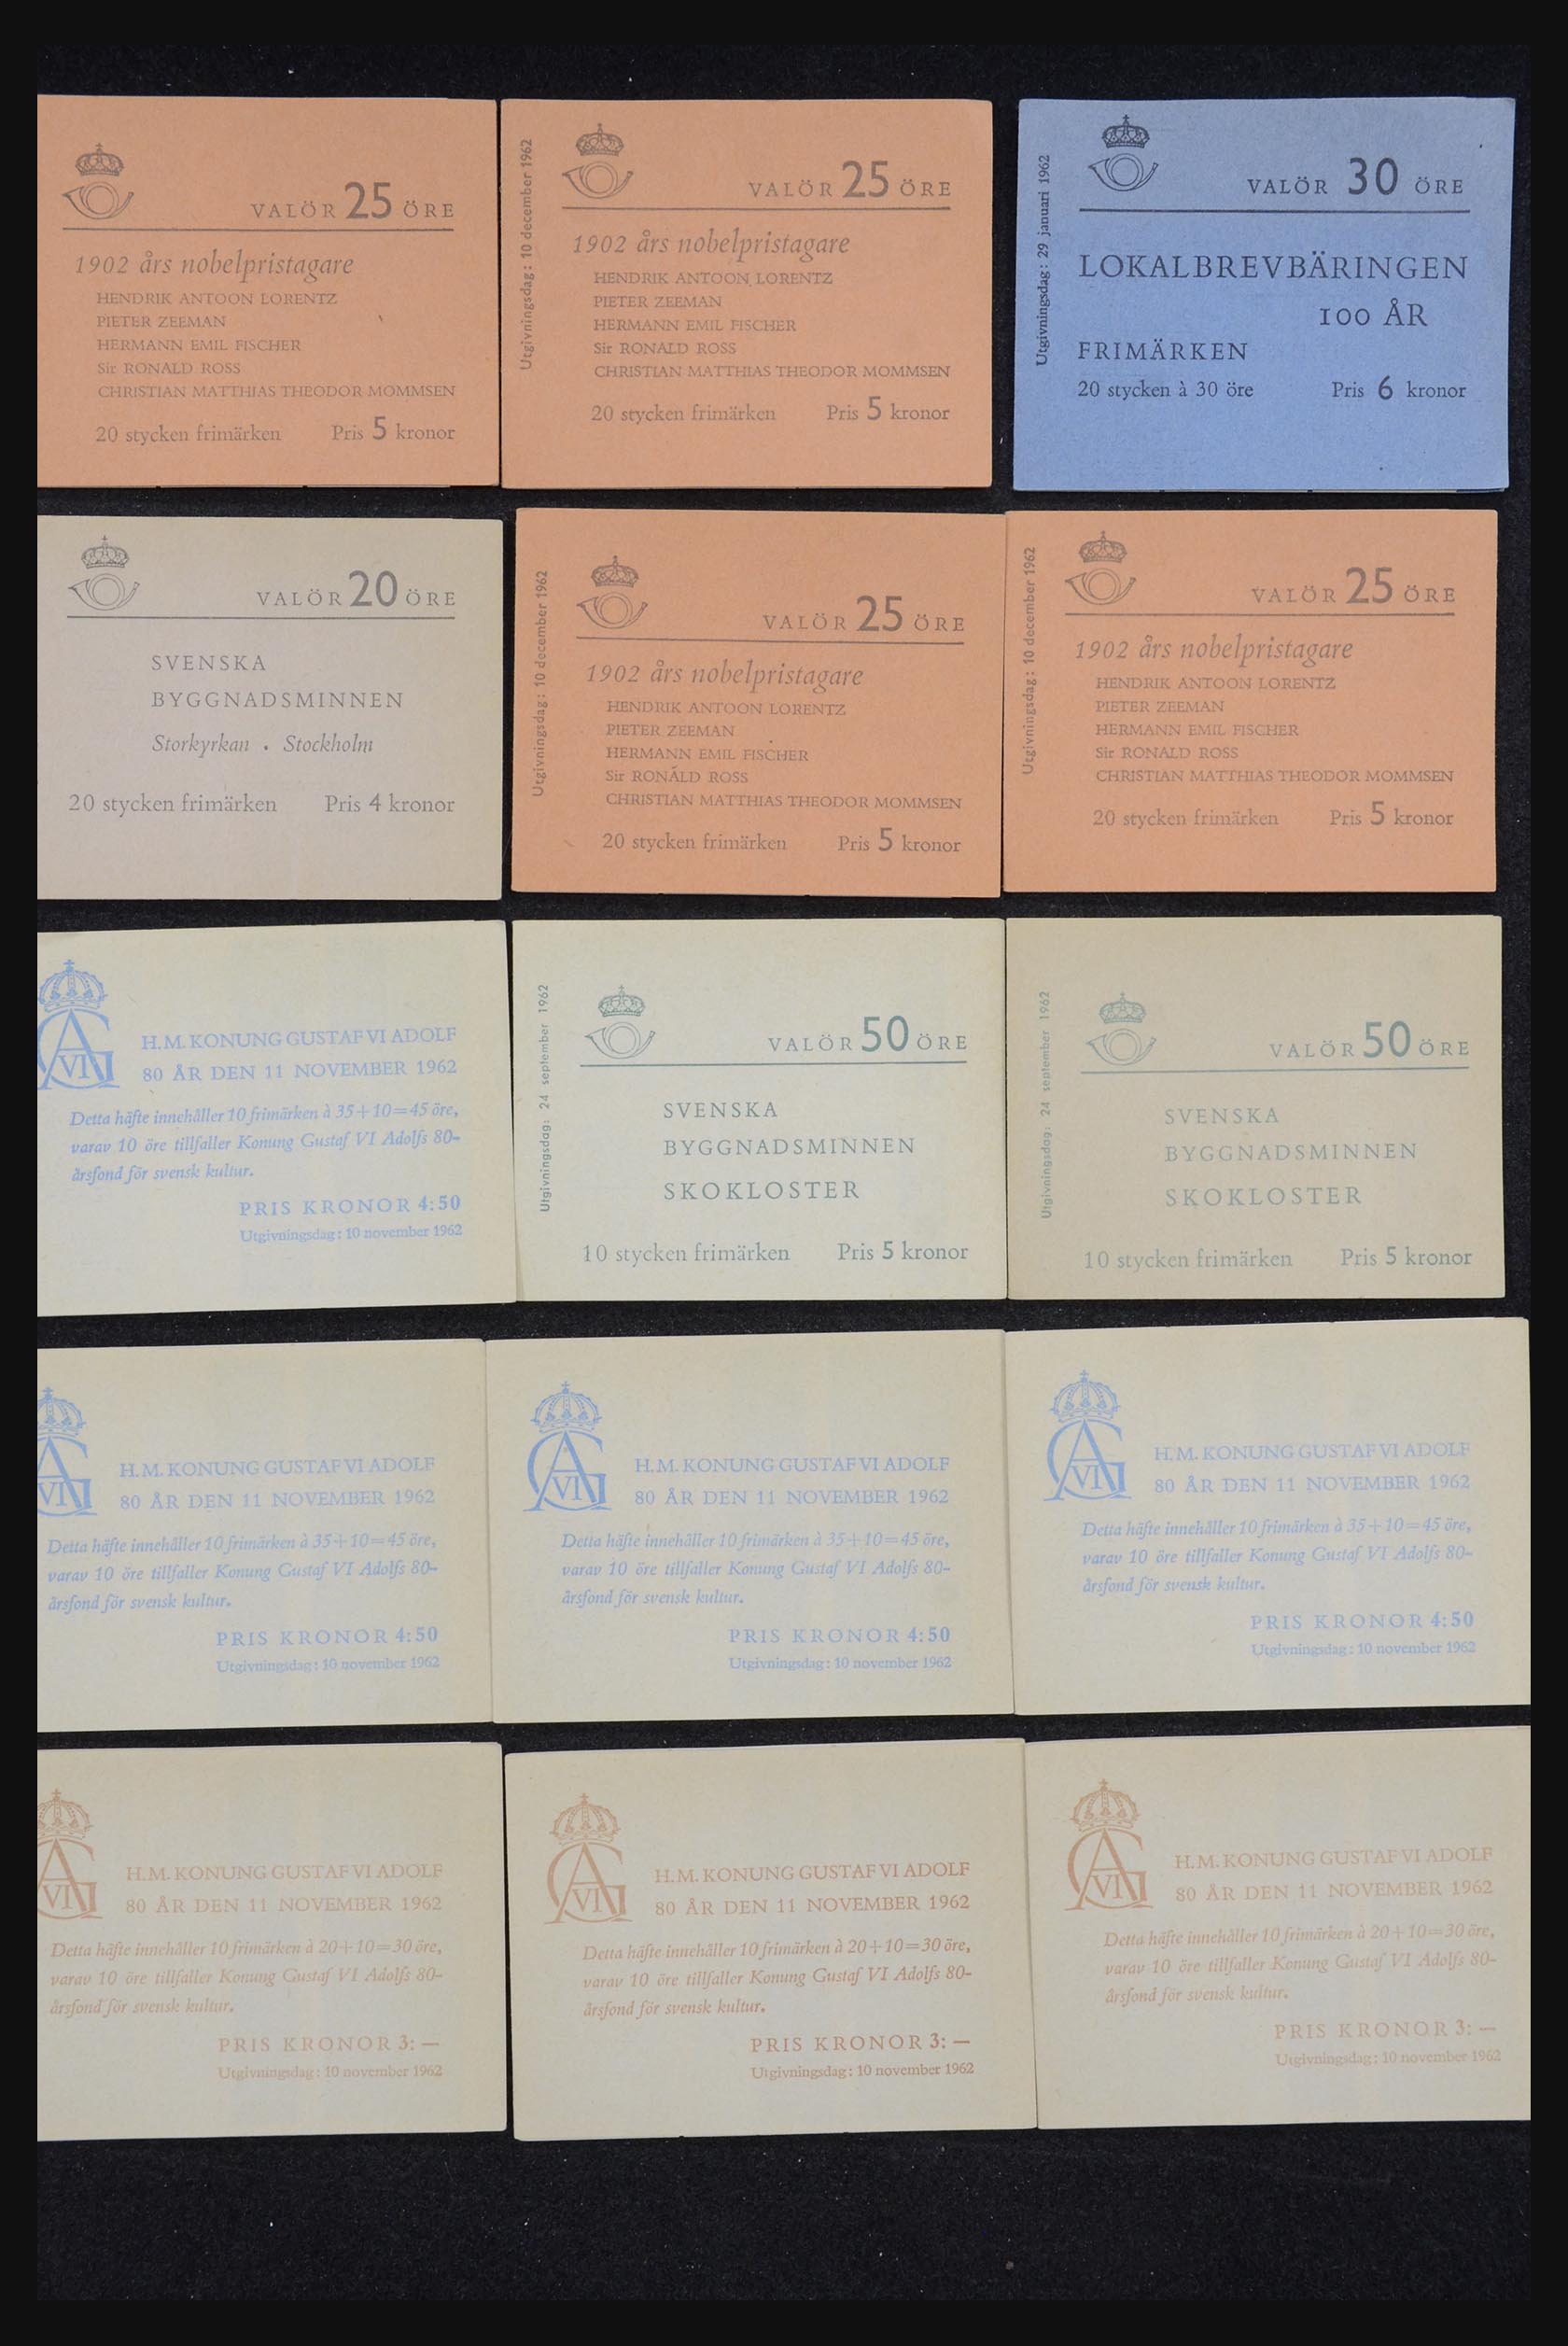 VALÖR 25 ÖRE
1902 års nobelpristagare
HENDRIK ANTOON LORENTZ
PIETER ZEEMAN
HERMANN EMIL FISCHER
Sir RONALD ROSS
CHRISTIAN MATTHIAS THEODOR MOMMSEN
20 stycken frimärken Pris 5 kronor
Utgivningsdag: 10 december 1962
VALÖR 25 ÖRE
1902 års nobelpristagare
HENDRIK ANTOON LORENTZ
PIETER ZEEMAN
HERMANN EMIL FISCHER
Sir RONALD ROSS
CHRISTIAN MATTHIAS THEODOR MOMMSEN
20 stycken frimärken Pris 5 kronor
Utgivningsdag: 29 januari 1962
VALÖR 30 ÖRE
LOKALBREVBÄRINGEN
100 ÅR
FRIMÄRKEN
20 stycken à 30 öre Pris 6 kronor
VALÖR 20 ÖRE
SVENSKA
BYGGNADSMINNEN
Storkyrkan . Stockholm
20 stycken frimärken Pris 4 kronor
Utgivningsdag: 10 december 1962
VALÖR 25 ÖRE
1902 års nobelpristagare
HENDRIK ANTOON LORENTZ
PIETER ZEEMAN
HERMANN EMIL FISCHER
Sir RONALD ROSS
CHRISTIAN MATTHIAS THEODOR MOMMSEN
20 stycken frimärken Pris 5 kronor
Utgivningsdag: 10 december 1962
VALÖR 25 ÖRE
1902 års nobelpristagare
HENDRIK ANTOON LORENTZ
PIETER ZEEMAN
HERMANN EMIL FISCHER
Sir RONALD ROSS
CHRISTIAN MATTHIAS THEODOR MOMMSEN
20 stycken frimärken Pris 5 kronor
GVIA
H.M. KONUNG GUSTAF VI ADOLF
80 ÅR DEN 11 NOVEMBER 1962
Detta häfte innehåller 10 frimärken à 35+10=45 öre,
varav 10 öre tillfaller Konung Gustaf VI Adolfs 80-
årsfond för svensk kultur.
PRIS KRONOR 4:50
Utgivningsdag: 10 november 1962
Utgivningsdag: 24 september 1962
VALÖR 50 ÖRE
SVENSKA
BYGGNADSMINNEN
SKOKLOSTER
10 stycken frimärken Pris 5 kronor
Utgivningsdag: 24 september 1962
VALÖR 50 ÖRE
SVENSKA
BYGGNADSMINNEN
SKOKLOSTER
10 stycken frimärken Pris 5 kronor
GVIA
H.M. KONUNG GUSTAF VI ADOLF
80 ÅR DEN 11 NOVEMBER 1962
Detta häfte innehåller 10 frimärken à 35+10=45 öre,
varav 10 öre tillfaller Konung Gustaf VI Adolfs 80-
årsfond för svensk kultur.
PRIS KRONOR 4:50
Utgivningsdag: 10 november 1962
GVIA
H.M. KONUNG GUSTAF VI ADOLF
80 ÅR DEN 11 NOVEMBER 1962
Detta häfte innehåller 10 frimärken à 35+10=45 öre,
varav 10 öre tillfaller Konung Gustaf VI Adolfs 80-
årsfond för svensk kultur.
PRIS KRONOR 4:50
Utgivningsdag: 10 november 1962
GVIA
H.M. KONUNG GUSTAF VI ADOLF
80 ÅR DEN 11 NOVEMBER 1962
Detta häfte innehåller 10 frimärken à 35+10=45 öre,
varav 10 öre tillfaller Konung Gustaf VI Adolfs 80-
årsfond för svensk kultur.
PRIS KRONOR 4:50
Utgivningsdag: 10 november 1962
GVIA
H.M. KONUNG GUSTAF VI ADOLF
80 ÅR DEN 11 NOVEMBER 1962
Detta häfte innehåller 10 frimärken à 20+10=30 öre,
varav 10 öre tillfaller Konung Gustaf VI Adolfs 80-
årsfond för svensk kultur.
PRIS KRONOR 3: —
Utgivningsdag: 10 november 1962
GVIA
H.M. KONUNG GUSTAF VI ADOLF
80 ÅR DEN 11 NOVEMBER 1962
Detta häfte innehåller 10 frimärken à 20+10=30 öre,
varav 10 öre tillfaller Konung Gustaf VI Adolfs 80-
årsfond för svensk kultur.
PRIS KRONOR 3: —
Utgivningsdag: 10 november 1962
GVIA
H.M. KONUNG GUSTAF VI ADOLF
80 ÅR DEN 11 NOVEMBER 1962
Detta häfte innehåller 10 frimärken à 20+10=30 öre,
varav 10 öre tillfaller Konung Gustaf VI Adolfs 80-
årsfond för svensk kultur.
PRIS KRONOR 3: —
Utgivningsdag: 10 november 1962